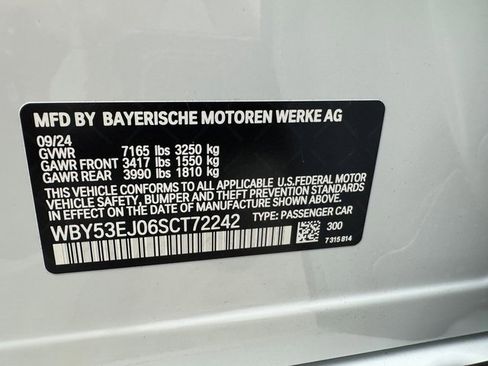 MFD BY BAYERISCHE MOTOREN WERKE AG
09/24
GVWR 7165 lbs 3250 kg
GAWR FRONT 3417 lbs 1550 kg
GAWR REAR 3990 lbs 1810 kg
THIS VEHICLE CONFORMS TO ALL APPLICABLE U.S.FEDERAL MOTOR
VEHICLE SAFETY, BUMPER AND THEFT PREVENTION STANDARDS
IN EFFECT ON THE DATE OF MANUFACTURE SHOWN ABOVE.
WBY53EJ06SCT72242 TYPE: PASSENGER CAR
300
7 315 814